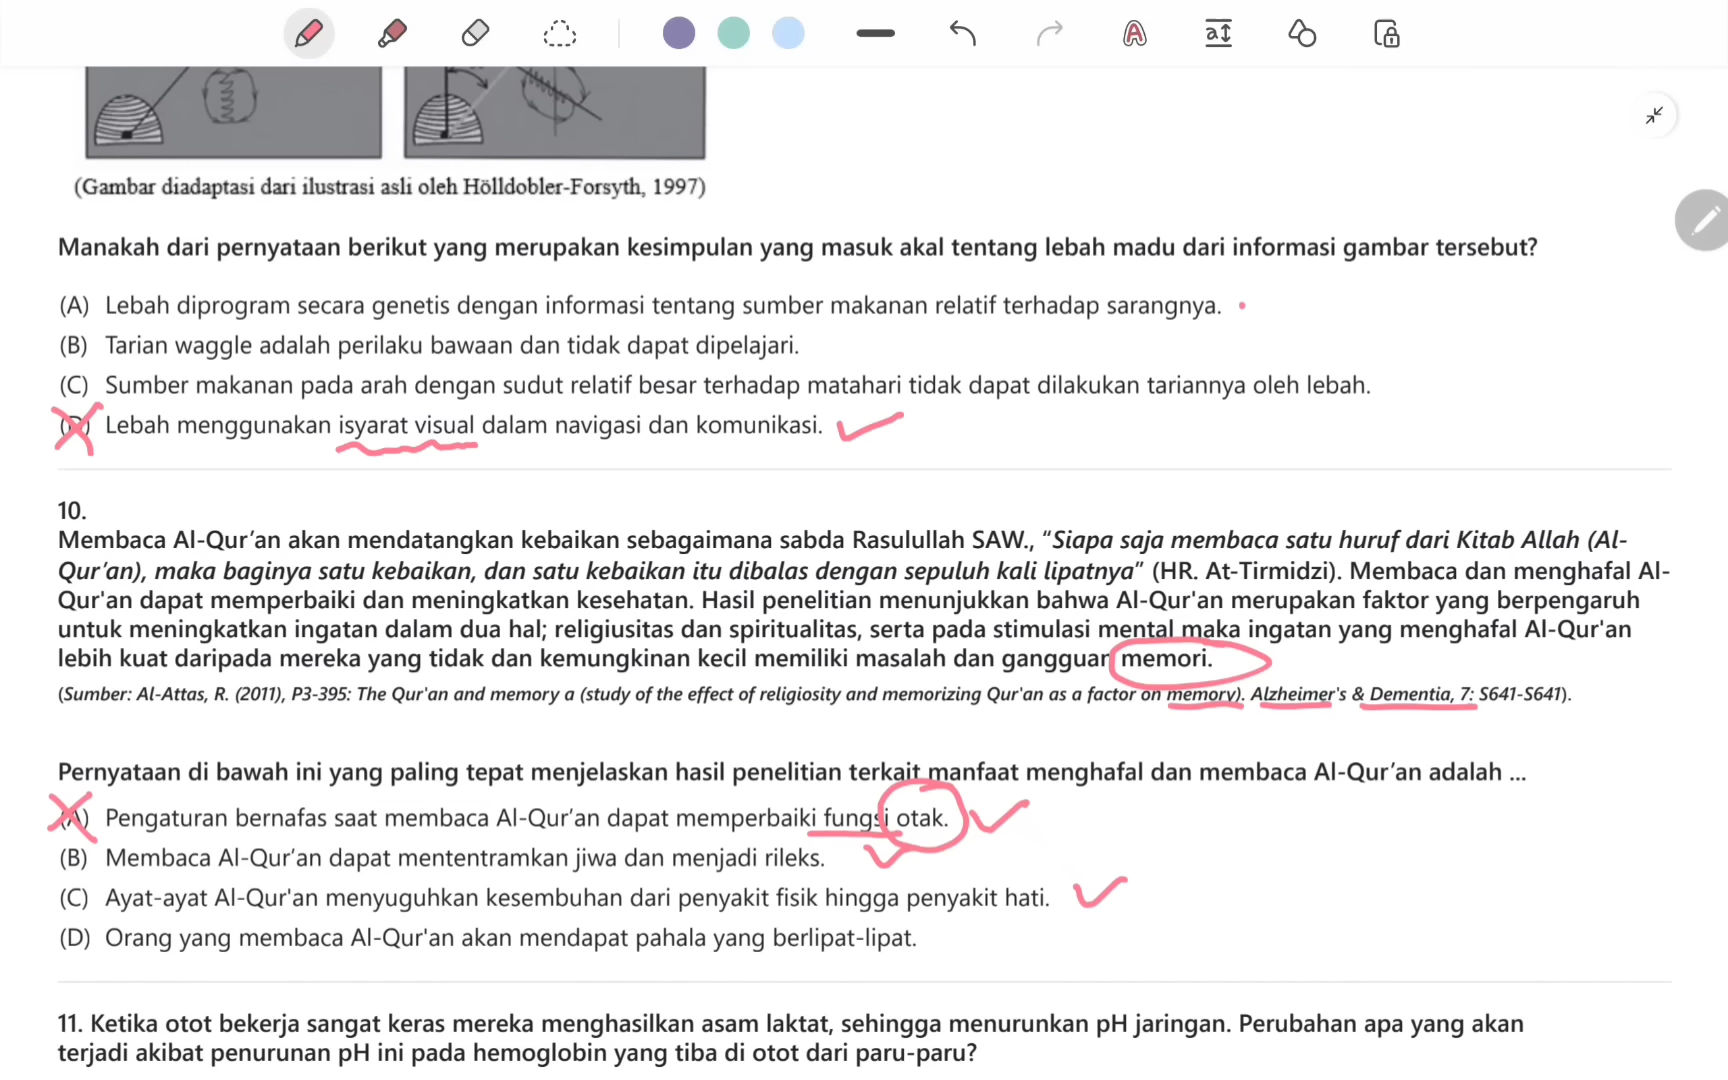 (Gambar diadaptasi dari ilustrasi asli oleh Hölldobler-Forsyth, 1997)
Manakah dari pernyataan berikut yang merupakan kesimpulan yang masuk akal tentang lebah madu dari informasi gambar tersebut?
(A) Lebah diprogram secara genetis dengan informasi tentang sumber makanan relatif terhadap sarangnya.
(B) Tarian waggle adalah perilaku bawaan dan tidak dapat dipelajari.
(C) Sumber makanan pada arah dengan sudut relatif besar terhadap matahari tidak dapat dilakukan tariannya oleh lebah.
(D) Lebah menggunakan isyarat visual dalam navigasi dan komunikasi.
10.
Membaca Al-Qur’an akan mendatangkan kebaikan sebagaimana sabda Rasulullah SAW., “Siapa saja membaca satu huruf dari Kitab Allah (Al-
Qur’an), maka baginya satu kebaikan, dan satu kebaikan itu dibalas dengan sepuluh kali lipatnya” (HR. At-Tirmidzi). Membaca dan menghafal Al-
Qur'an dapat memperbaiki dan meningkatkan kesehatan. Hasil penelitian menunjukkan bahwa Al-Qur'an merupakan faktor yang berpengaruh
untuk meningkatkan ingatan dalam dua hal; religiusitas dan spiritualitas, serta pada stimulasi mental maka ingatan yang menghafal Al-Qur'an
lebih kuat daripada mereka yang tidak dan kemungkinan kecil memiliki masalah dan gangguan memori.
(Sumber: Al-Attas, R. (2011), P3-395: The Qur'an and memory a (study of the effect of religiosity and memorizing Qur'an as a factor on memory). Alzheimer's & Dementia, 7: S641-S641).
Pernyataan di bawah ini yang paling tepat menjelaskan hasil penelitian terkait manfaat menghafal dan membaca Al-Qur’an adalah ...
(A) Pengaturan bernafas saat membaca Al-Qur’an dapat memperbaiki fungsi otak.
(B) Membaca Al-Qur’an dapat mententramkan jiwa dan menjadi rileks.
(C) Ayat-ayat Al-Qur'an menyuguhkan kesembuhan dari penyakit fisik hingga penyakit hati.
(D) Orang yang membaca Al-Qur'an akan mendapat pahala yang berlipat-lipat.
11. Ketika otot bekerja sangat keras mereka menghasilkan asam laktat, sehingga menurunkan pH jaringan. Perubahan apa yang akan
terjadi akibat penurunan pH ini pada hemoglobin yang tiba di otot dari paru-paru?